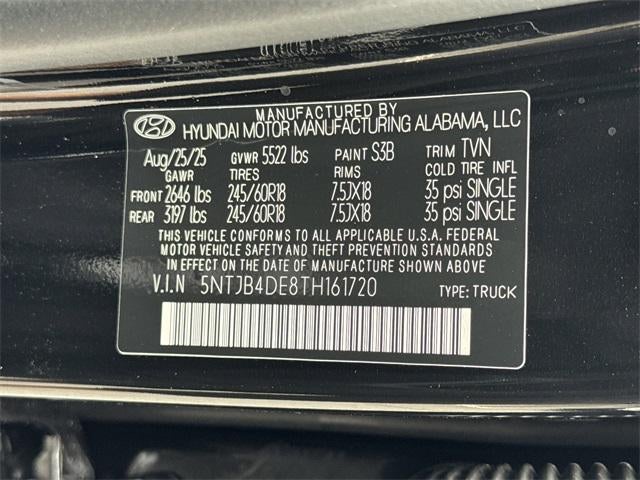 MANUFACTURED BY
HYUNDAI MOTOR MANUFACTURING ALABAMA, LLC
Aug/25/25 GVWR 5522 lbs PAINT S3B TRIM TVN
GAWR TIRES RIMS COLD TIRE INFL
FRONT 2646 lbs 245/60R18 7.5JX18 35 psi SINGLE
REAR 3197 lbs 245/60R18 7.5JX18 35 psi SINGLE
THIS VEHICLE CONFORMS TO ALL APPLICABLE U.S.A. FEDERAL
MOTOR VEHICLE SAFETY AND THEFT PREVENTION STANDARDS
IN EFFECT ON THE DATE OF MANUFACTURE SHOWN ABOVE
V.I.N 5NTJB4DE8TH161720 TYPE: TRUCK